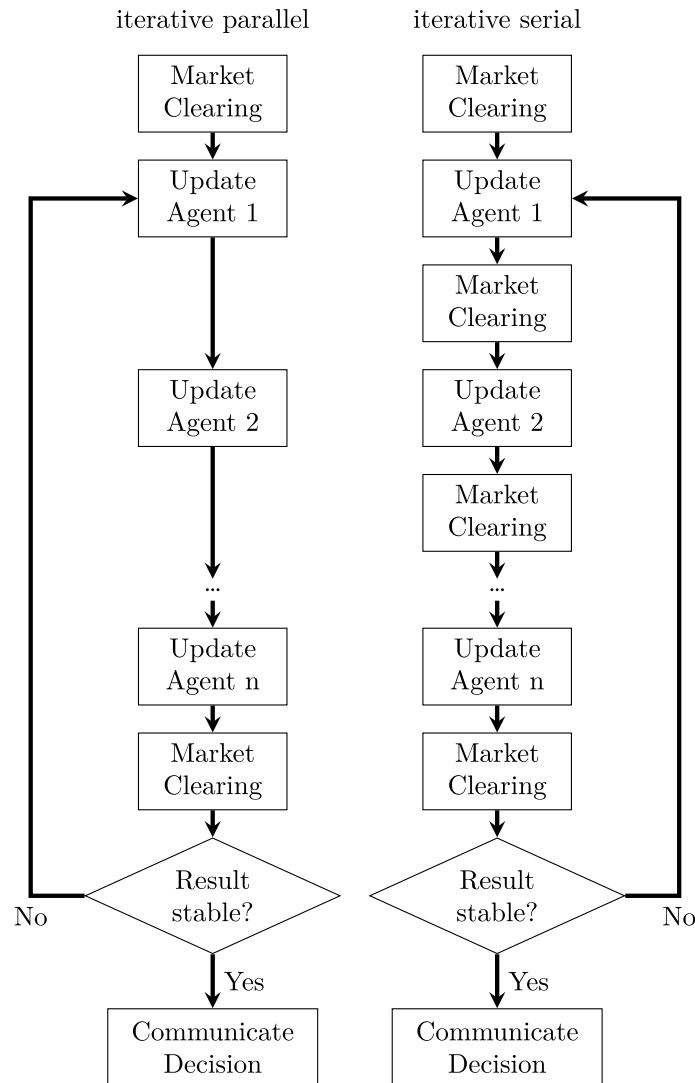 iterative parallel
Market
Clearing
Update
Agent 1
Update
Agent 2
...
Update
Agent n
Market
Clearing
Result
stable?
No
Yes
Communicate
Decision
iterative serial
Market
Clearing
Update
Agent 1
Market
Clearing
Update
Agent 2
Market
Clearing
...
Update
Agent n
Market
Clearing
Result
stable?
No
Yes
Communicate
Decision